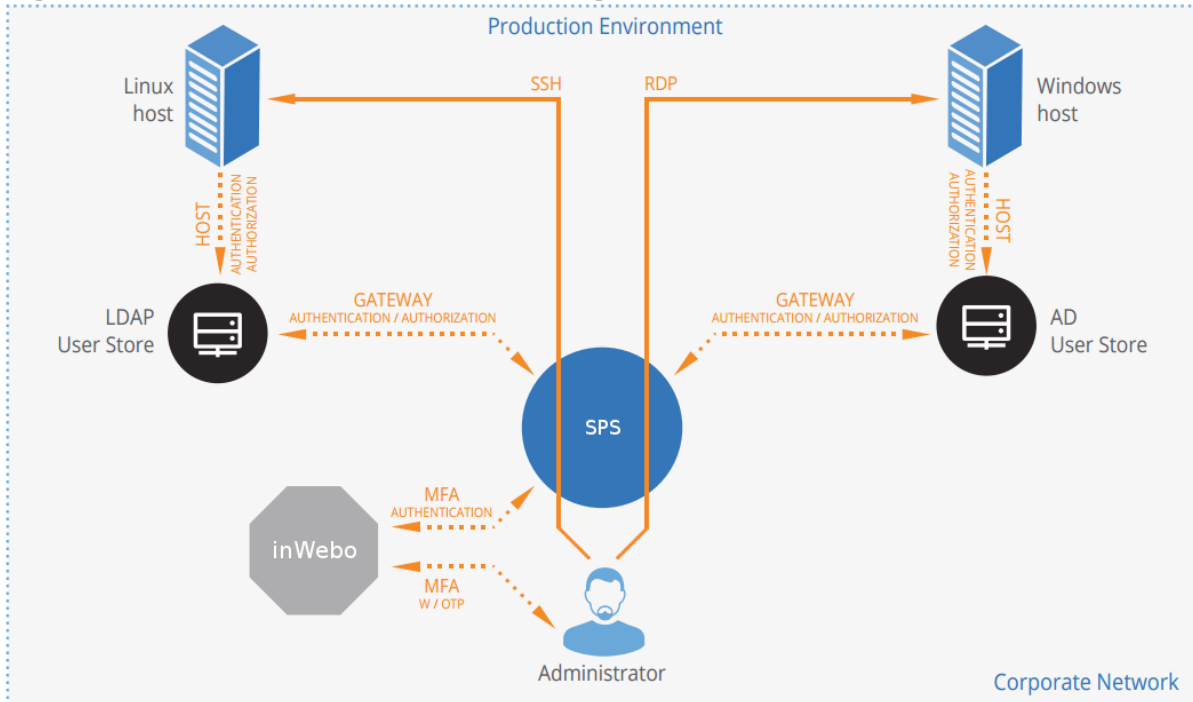 Production Environment
Linux
host
SSH
RDP
Windows
host
HOST
AUTHENTICATION
AUTHORIZATION
HOST
AUTHENTICATION
AUTHORIZATION
LDAP
User Store
GATEWAY
AUTHENTICATION / AUTHORIZATION
GATEWAY
AUTHENTICATION / AUTHORIZATION
AD
User Store
SPS
MFA
AUTHENTICATION
inWebo
MFA
W / OTP
Administrator
Corporate Network